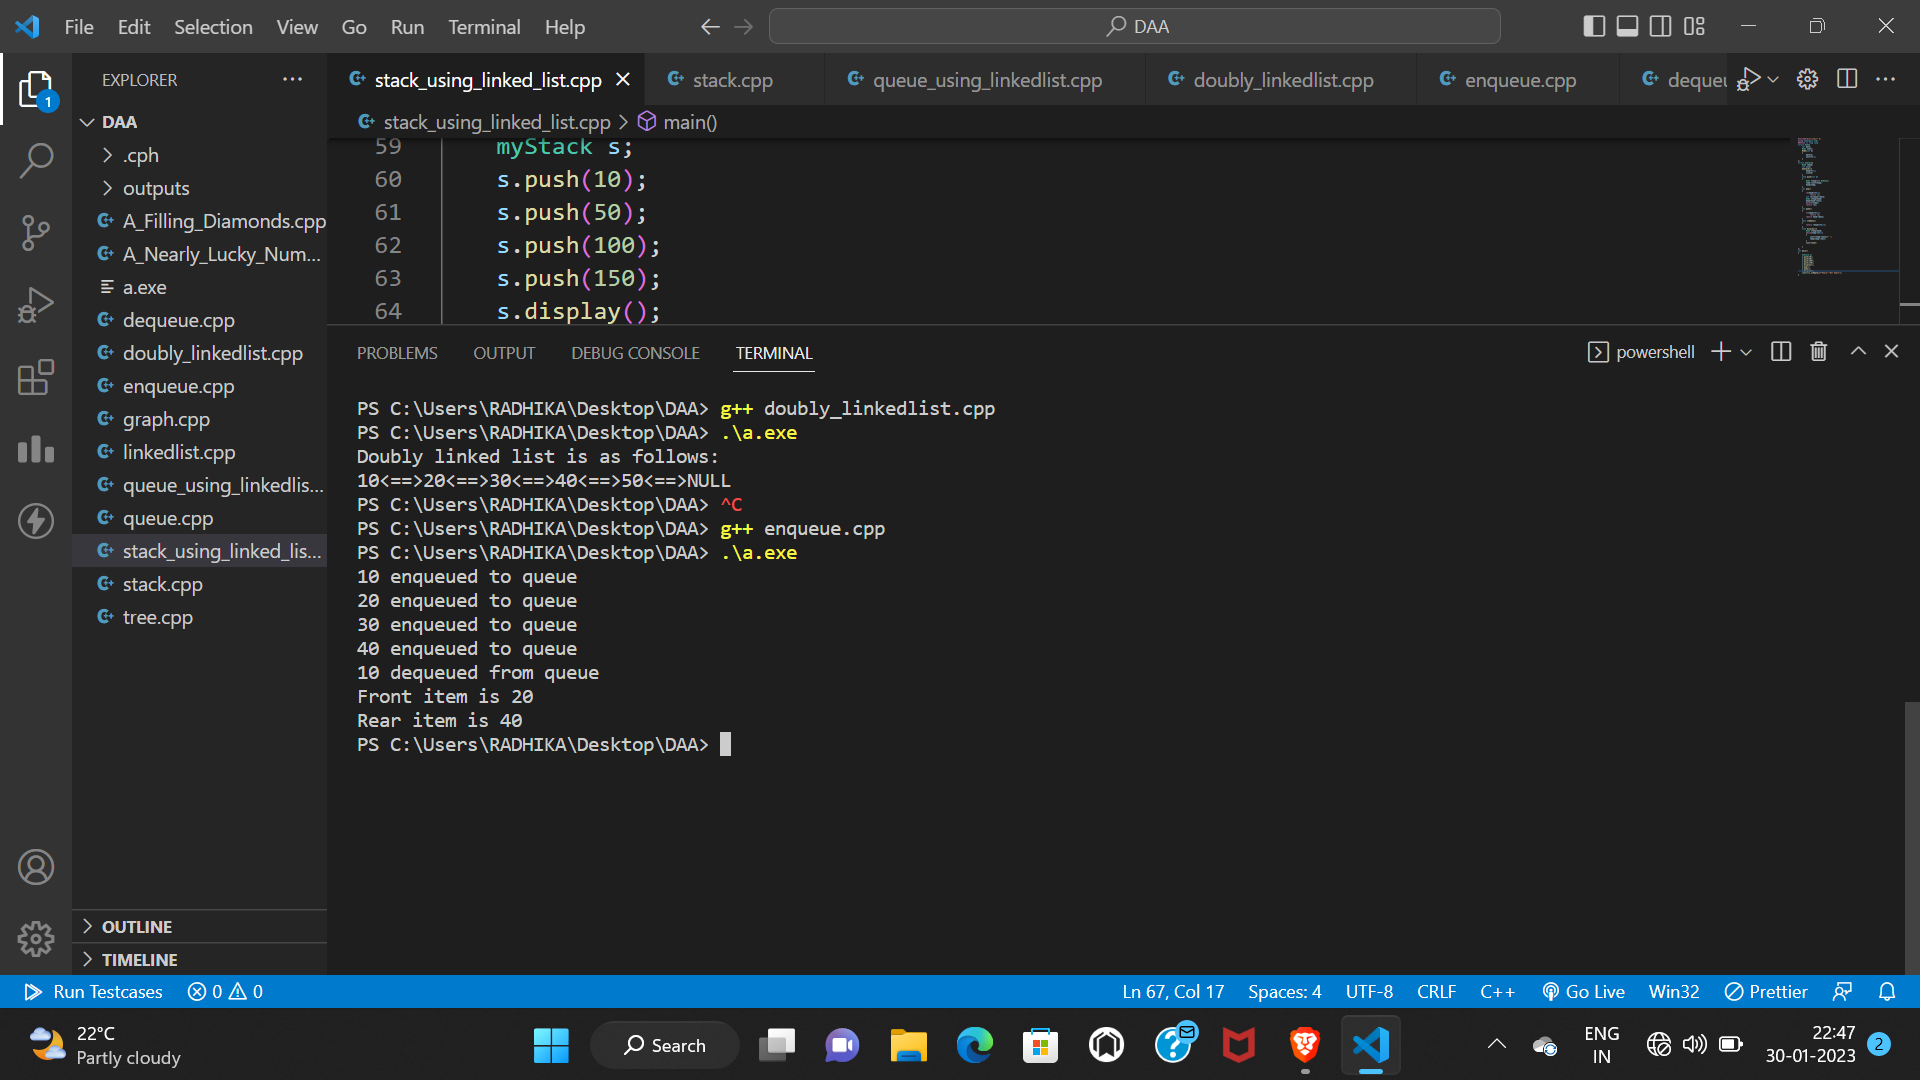 File Edit Selection View Go Run Terminal Help
DAA
EXPLORER
DAA
.cph
outputs
A_Filling_Diamonds.cpp
A_Nearly_Lucky_Num...
a.exe
dequeue.cpp
doubly_linkedlist.cpp
enqueue.cpp
graph.cpp
linkedlist.cpp
queue_using_linkedlis...
queue.cpp
stack_using_linked_lis...
stack.cpp
tree.cpp
OUTLINE
TIMELINE
1
stack_using_linked_list.cpp stack.cpp queue_using_linkedlist.cpp doubly_linkedlist.cpp enqueue.cpp dequeu
stack_using_linked_list.cpp > main()
59 myStack s;
60 s.push(10);
61 s.push(50);
62 s.push(100);
63 s.push(150);
64 s.display();
PROBLEMS OUTPUT DEBUG CONSOLE TERMINAL powershell
PS C:\Users\RADHIKA\Desktop\DAA> g++ doubly_linkedlist.cpp
PS C:\Users\RADHIKA\Desktop\DAA> .\a.exe
Doubly linked list is as follows:
10<==>20<==>30<==>40<==>50<==>NULL
PS C:\Users\RADHIKA\Desktop\DAA> ^C
PS C:\Users\RADHIKA\Desktop\DAA> g++ enqueue.cpp
PS C:\Users\RADHIKA\Desktop\DAA> .\a.exe
10 enqueued to queue
20 enqueued to queue
30 enqueued to queue
40 enqueued to queue
10 dequeued from queue
Front item is 20
Rear item is 40
PS C:\Users\RADHIKA\Desktop\DAA>
Run Testcases 0 0 Ln 67, Col 17 Spaces: 4 UTF-8 CRLF C++ Go Live Win32 Prettier
22°C
Partly cloudy
Search
ENG
IN
22:47
30-01-2023
2